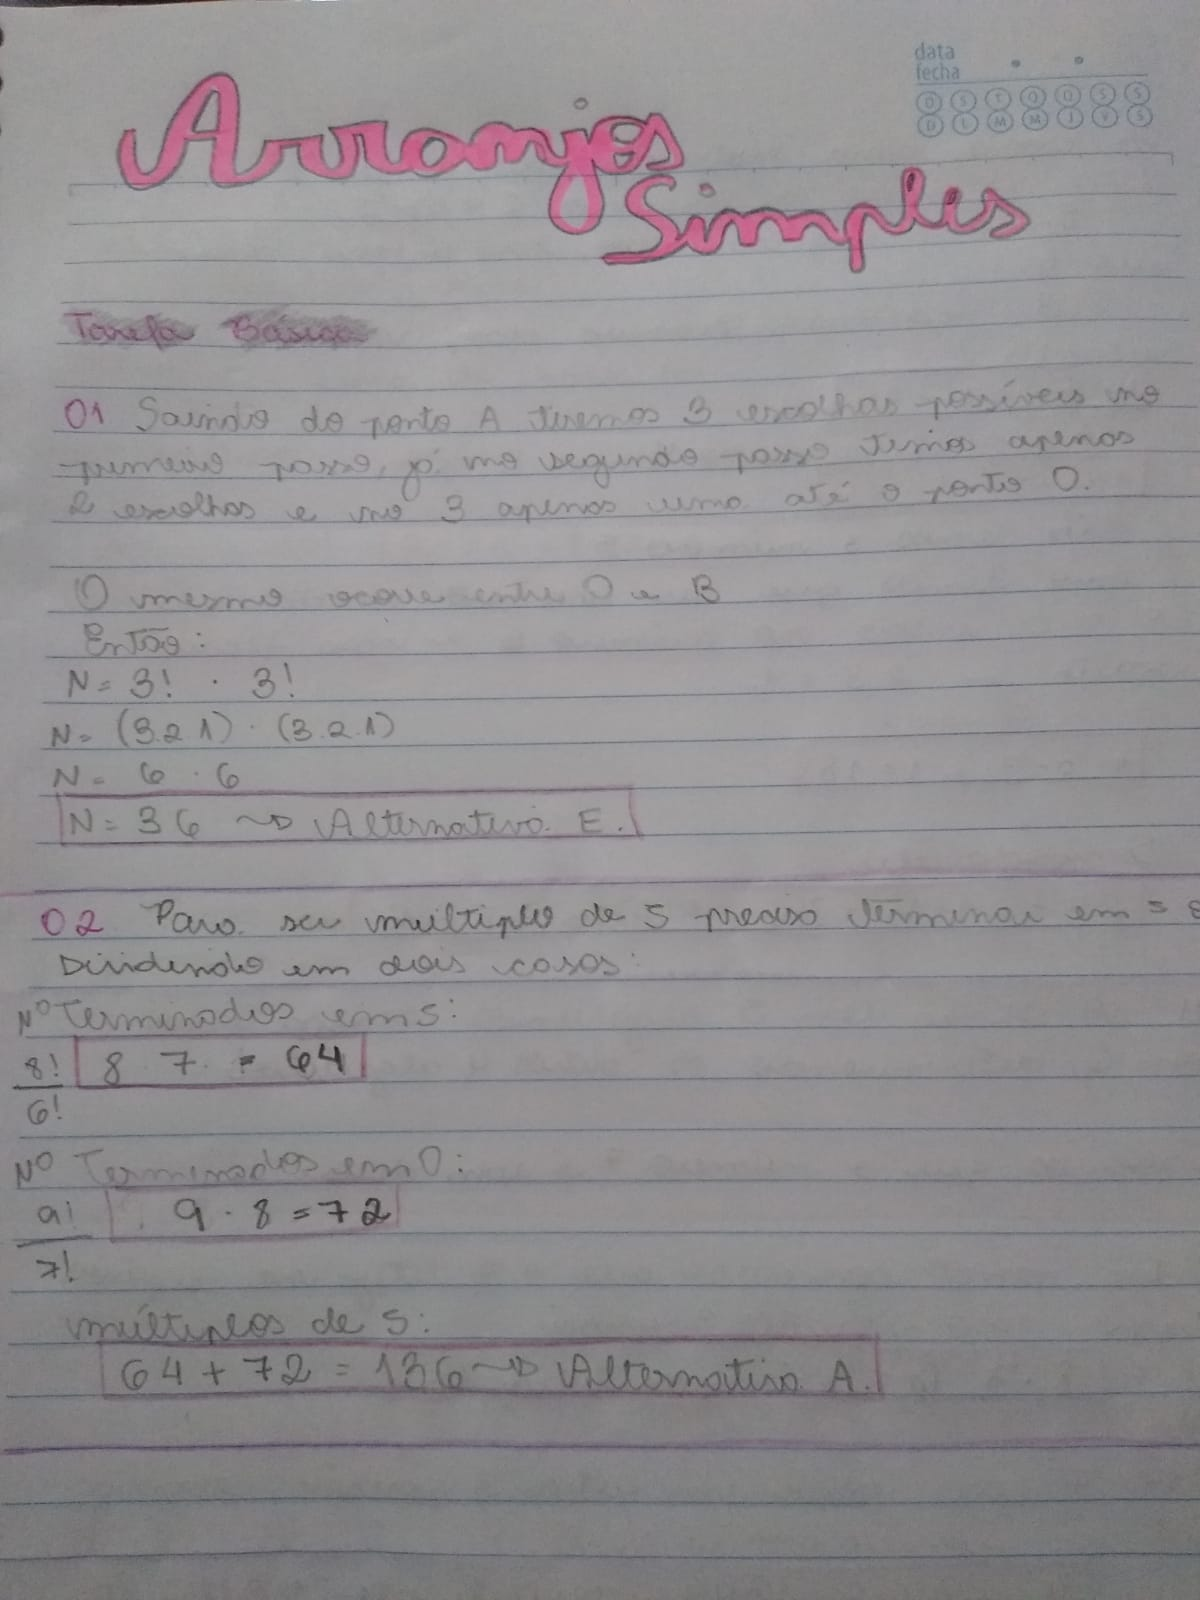 data
fecha
D S T Q Q S S
D L M M J V S
Arranjos
Simples
Tarefa Básica
01 Saindo do ponto A teremos 3 escolhas possíveis no
primeiro passo, já no segundo passo temos apenas
2 escolhas e no 3 apenas uma até o ponto O.
O mesmo ocorre entre O e B
Então:
N= 3! · 3!
N= (3.2.1) · (3.2.1)
N= 6 · 6
N= 36 ~> Alternativa E.
02 Para ser múltiplo de 5 preciso terminar em 5
Dividendo em dois casos:
Nº Terminados em 5:
8! 8 . 7 . = 64
6!
Nº Terminados em 0:
9! . 9 . 8 = 72
7!
múltiplos de 5:
64 + 72 = 136 ~> Alternativa A.